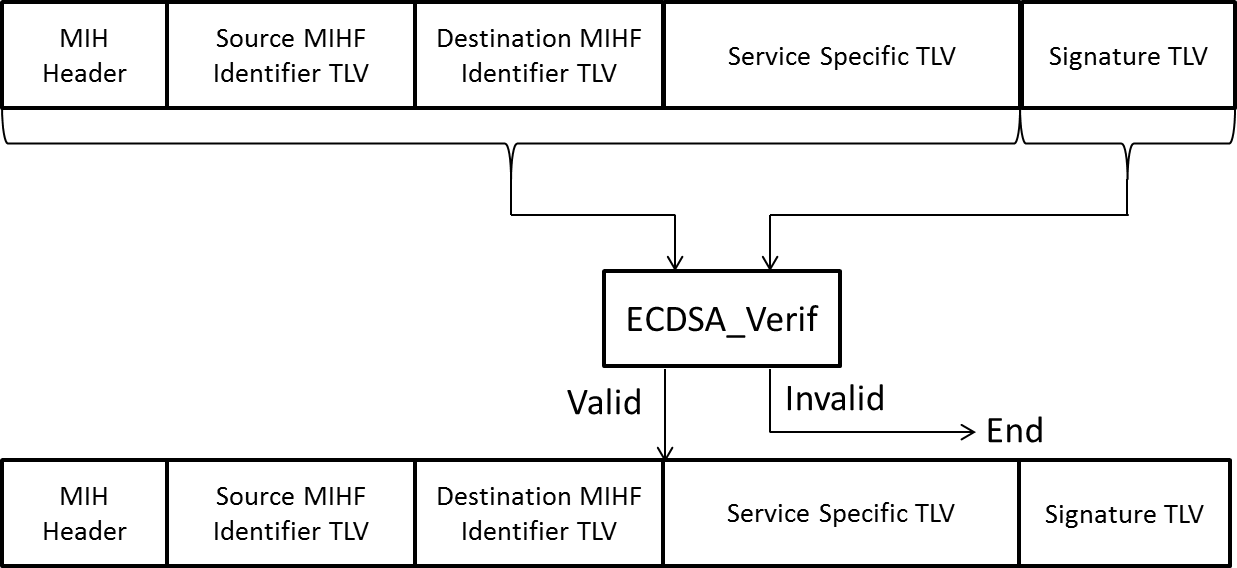 MIH
Header
Source MIHF
Identifier TLV
Destination MIHF
Identifier TLV
Service Specific TLV
Signature TLV
ECDSA_Verif
Valid
Invalid
End
MIH
Header
Source MIHF
Identifier TLV
Destination MIHF
Identifier TLV
Service Specific TLV
Signature TLV